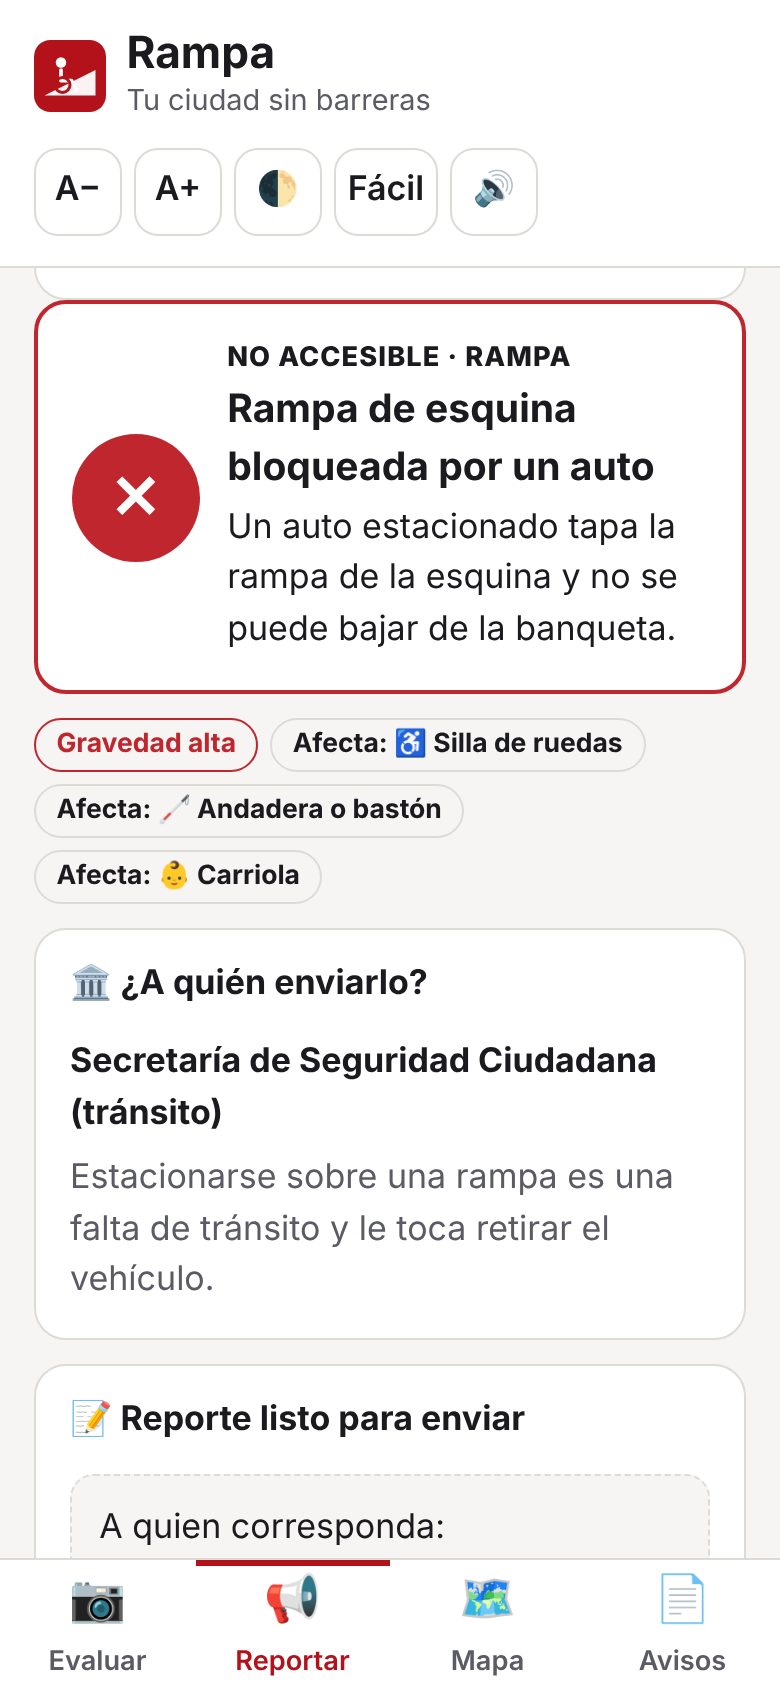 Rampa
Tu ciudad sin barreras
A− A+ Fácil
NO ACCESIBLE · RAMPA
Rampa de esquina
bloqueada por un auto
Un auto estacionado tapa la
rampa de la esquina y no se
puede bajar de la banqueta.
Gravedad alta
Afecta: ♿ Silla de ruedas
Afecta: 🦯 Andadera o bastón
Afecta: 👶 Carriola
🏛️ ¿A quién enviarlo?
Secretaría de Seguridad Ciudadana
(tránsito)
Estacionarse sobre una rampa es una
falta de tránsito y le toca retirar el
vehículo.
📝 Reporte listo para enviar
A quien corresponda:
Evaluar
Reportar
Mapa
Avisos